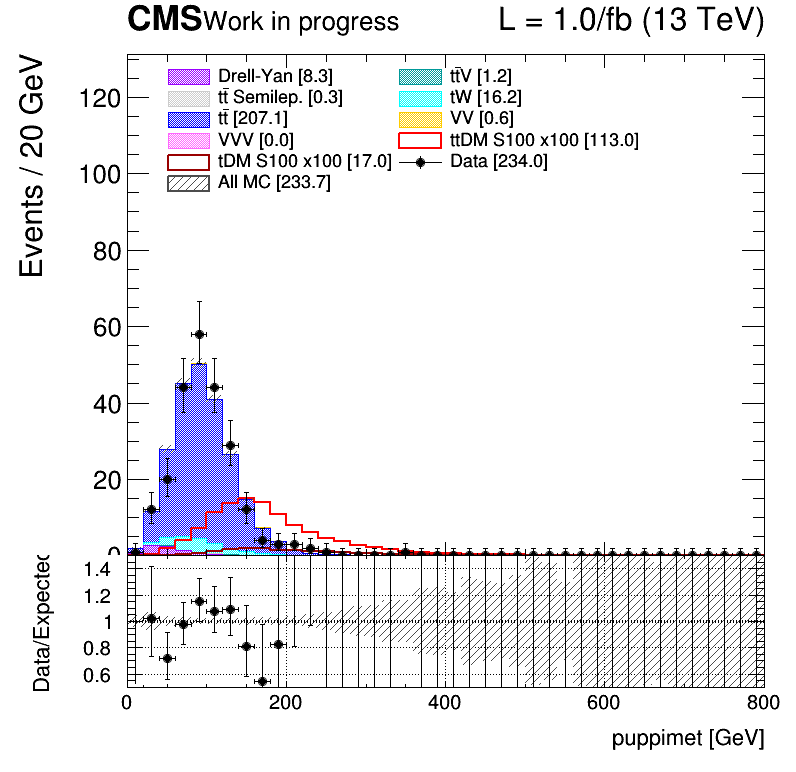 CMS Work in progress L = 1.0/fb (13 TeV)
Events / 20 GeV
Drell-Yan [8.3] tt̄V [1.2]
tt̄ Semilep. [0.3] tW [16.2]
tt̄ [207.1] VV [0.6]
VVV [0.0] ttDM S100 x100 [113.0]
tDM S100 x100 [17.0] Data [234.0]
All MC [233.7]
120
100
80
60
40
20
0
Data/Expected
1.4
1.2
1
0.8
0.6
0 200 400 600 800
puppimet [GeV]